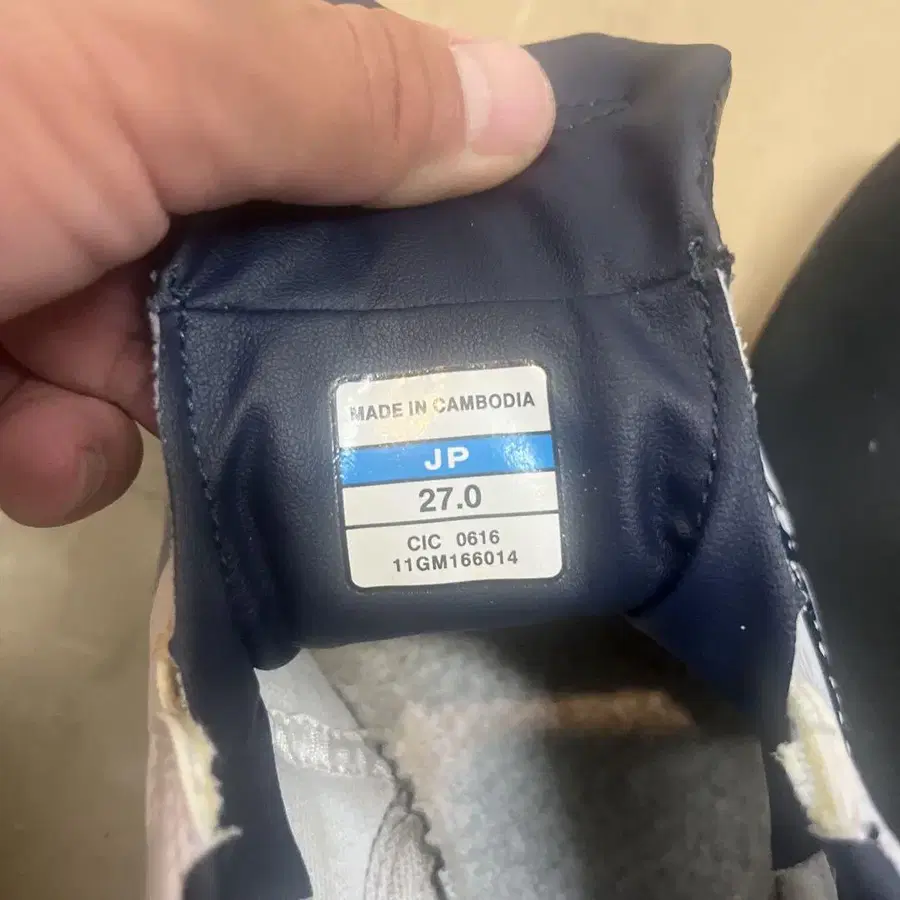 MADE IN CAMBODIA
JP
27.0
CIC 0616
11GM166014